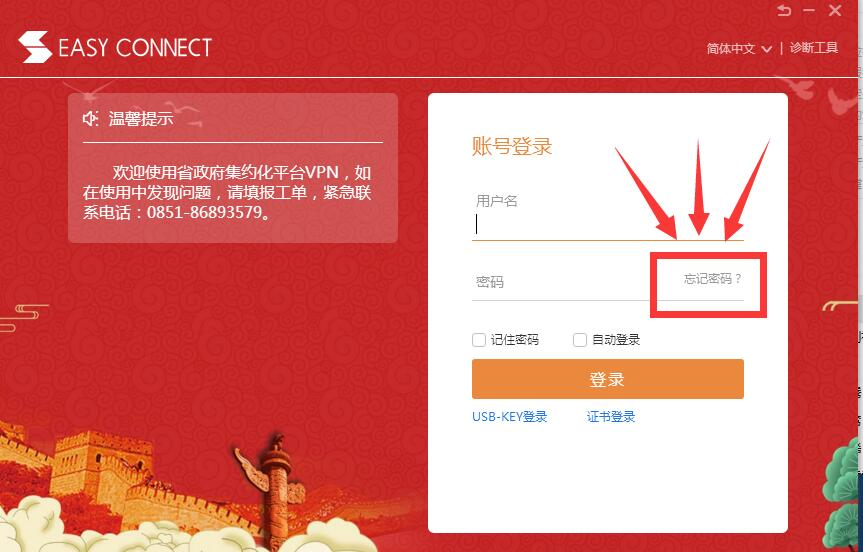 EASY CONNECT
简体中文 | 诊断工具
温馨提示
欢迎使用省政府集约化平台VPN，如
在使用中发现问题，请填报工单，紧急联
系电话：0851-86893579。
账号登录
用户名
密码
忘记密码？
记住密码 自动登录
登录
USB-KEY登录 证书登录